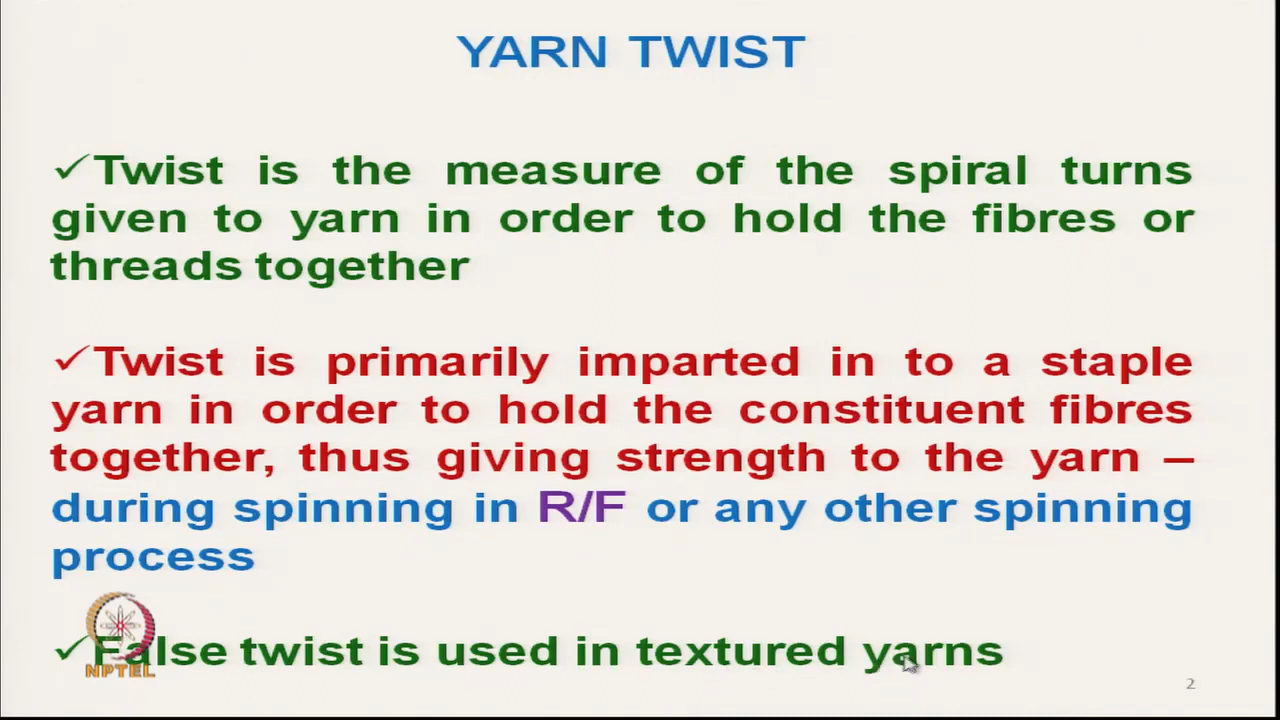 YARN TWIST
✓Twist is the measure of the spiral turns
given to yarn in order to hold the fibres or
threads together
✓Twist is primarily imparted in to a staple
yarn in order to hold the constituent fibres
together, thus giving strength to the yarn –
during spinning in R/F or any other spinning
process
✓False twist is used in textured yarns
NPTEL
2